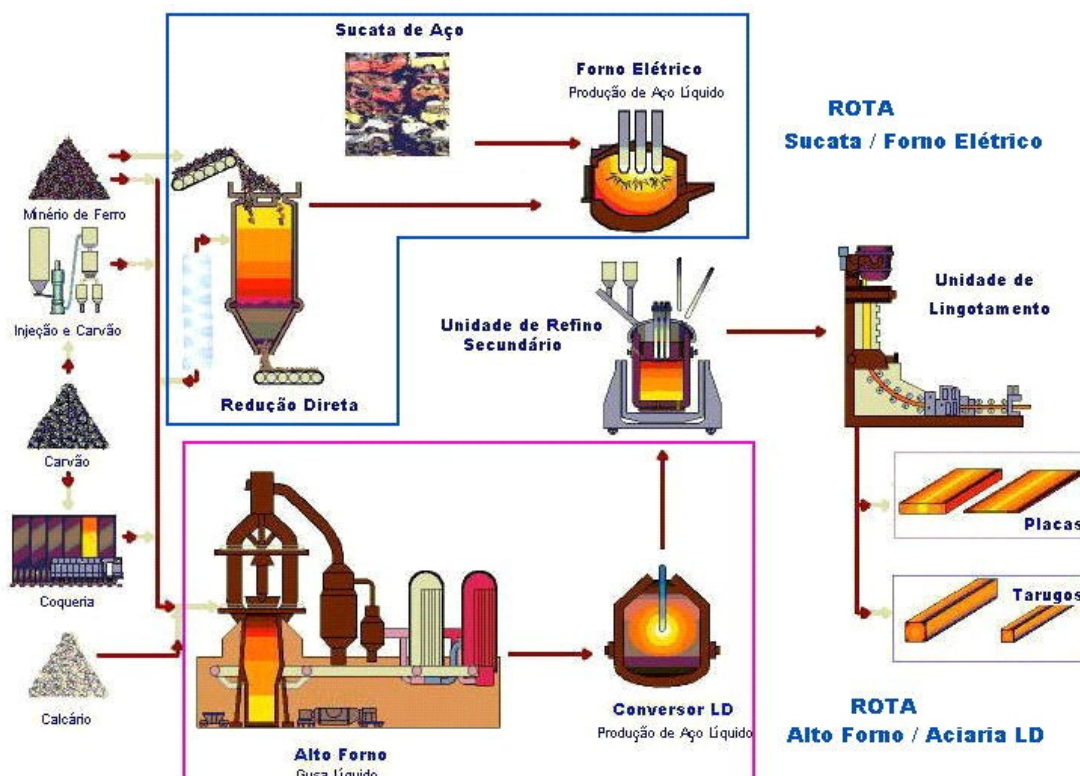 Sucata de Aço
Forno Elétrico
Produção de Aço Líquido
ROTA
Sucata / Forno Elétrico
Minério de Ferro
Injeção e Carvão
Unidade de Refino
Secundário
Unidade de
Lingotamento
Redução Direta
Carvão
Placas
Coqueria
Tarugos
Calcário
Conversor LD
Produção de Aço Líquido
ROTA
Alto Forno / Aciaria LD
Alto Forno
Gusa Líquido